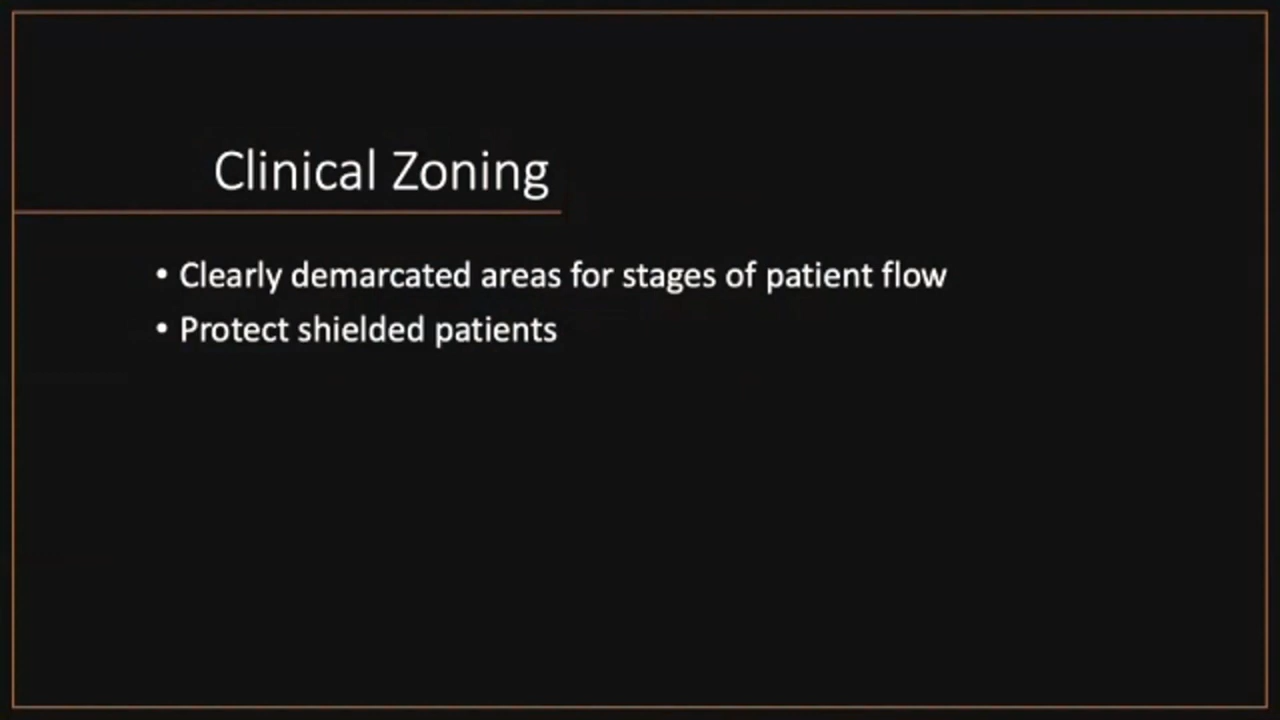 Clinical Zoning
• Clearly demarcated areas for stages of patient flow
• Protect shielded patients